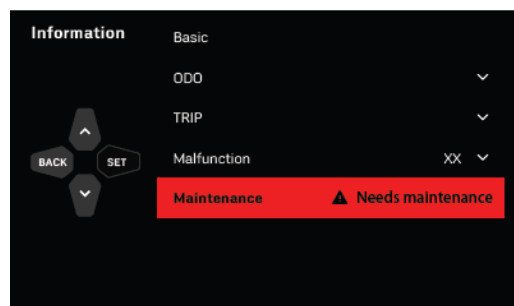 Information
Basic
ODO
TRIP
BACK SET
Malfunction XX
Maintenance Needs maintenance